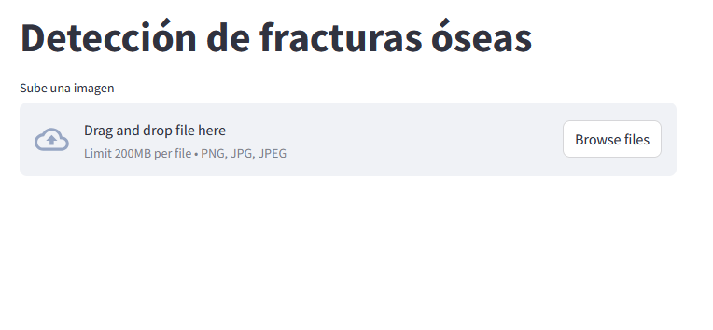 Detección de fracturas óseas
Sube una imagen
Drag and drop file here
Limit 200MB per file • PNG, JPG, JPEG
Browse files